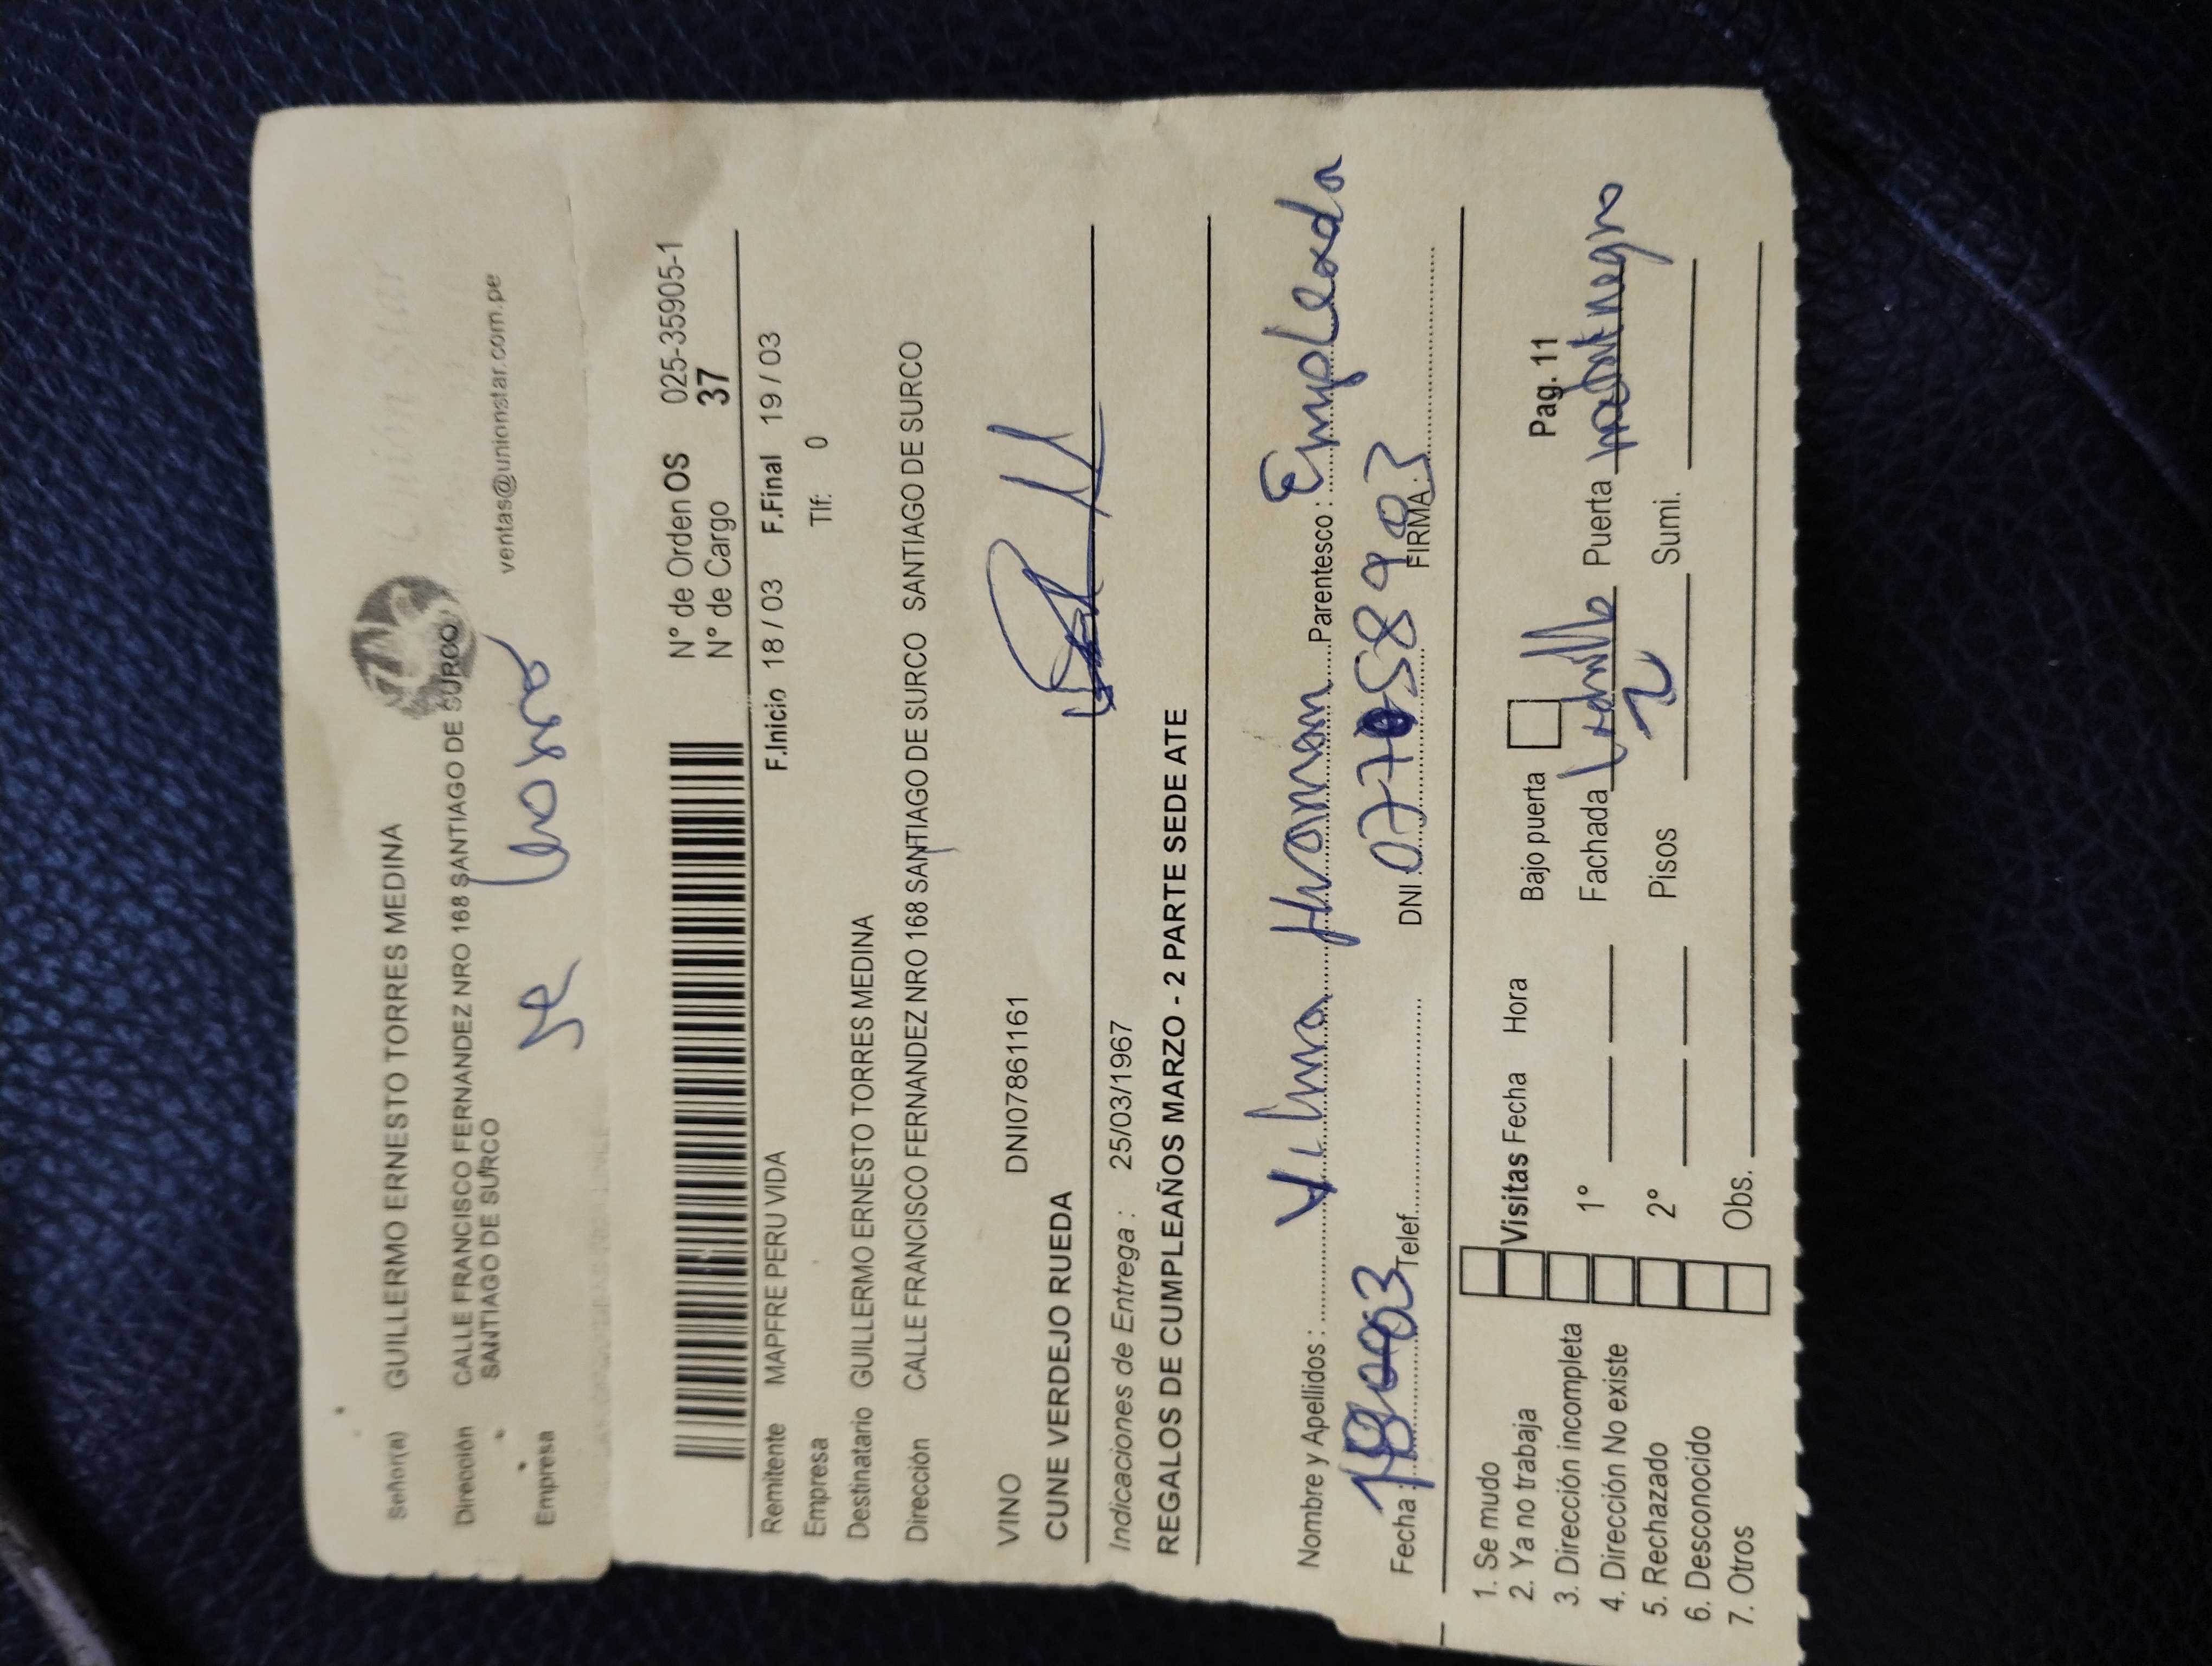 Señor(a) GUILLERMO ERNESTO TORRES MEDINA
Dirección CALLE FRANCISCO FERNANDEZ NRO 168 SANTIAGO DE SURCO
SANTIAGO DE SURCO
Empresa
ventas@unionstar.com.pe
N° de Orden OS 025-35905-1
N° de Cargo 37
Remitente MAPFRE PERU VIDA F.Inicio 18 / 03 F.Final 19 / 03
Empresa Tlf: 0
Destinatario GUILLERMO ERNESTO TORRES MEDINA
Dirección CALLE FRANCISCO FERNANDEZ NRO 168 SANTIAGO DE SURCO SANTIAGO DE SURCO
VINO DNI07861161
CUNE VERDEJO RUEDA
Indicaciones de Entrega : 25/03/1967
REGALOS DE CUMPLEAÑOS MARZO - 2 PARTE SEDE ATE
Nombre y Apellidos : Vilma Huaman Parentesco : Empleada
Fecha : Telef. DNI : FIRMA :
1. Se mudo
2. Ya no trabaja
3. Dirección incompleta
4. Dirección No existe
5. Rechazado
6. Desconocido
7. Otros
Visitas Fecha Hora Bajo puerta Pag. 11
1° Fachada Ladrillo Puerta negro
2° Pisos 2 Sumi.
Obs.